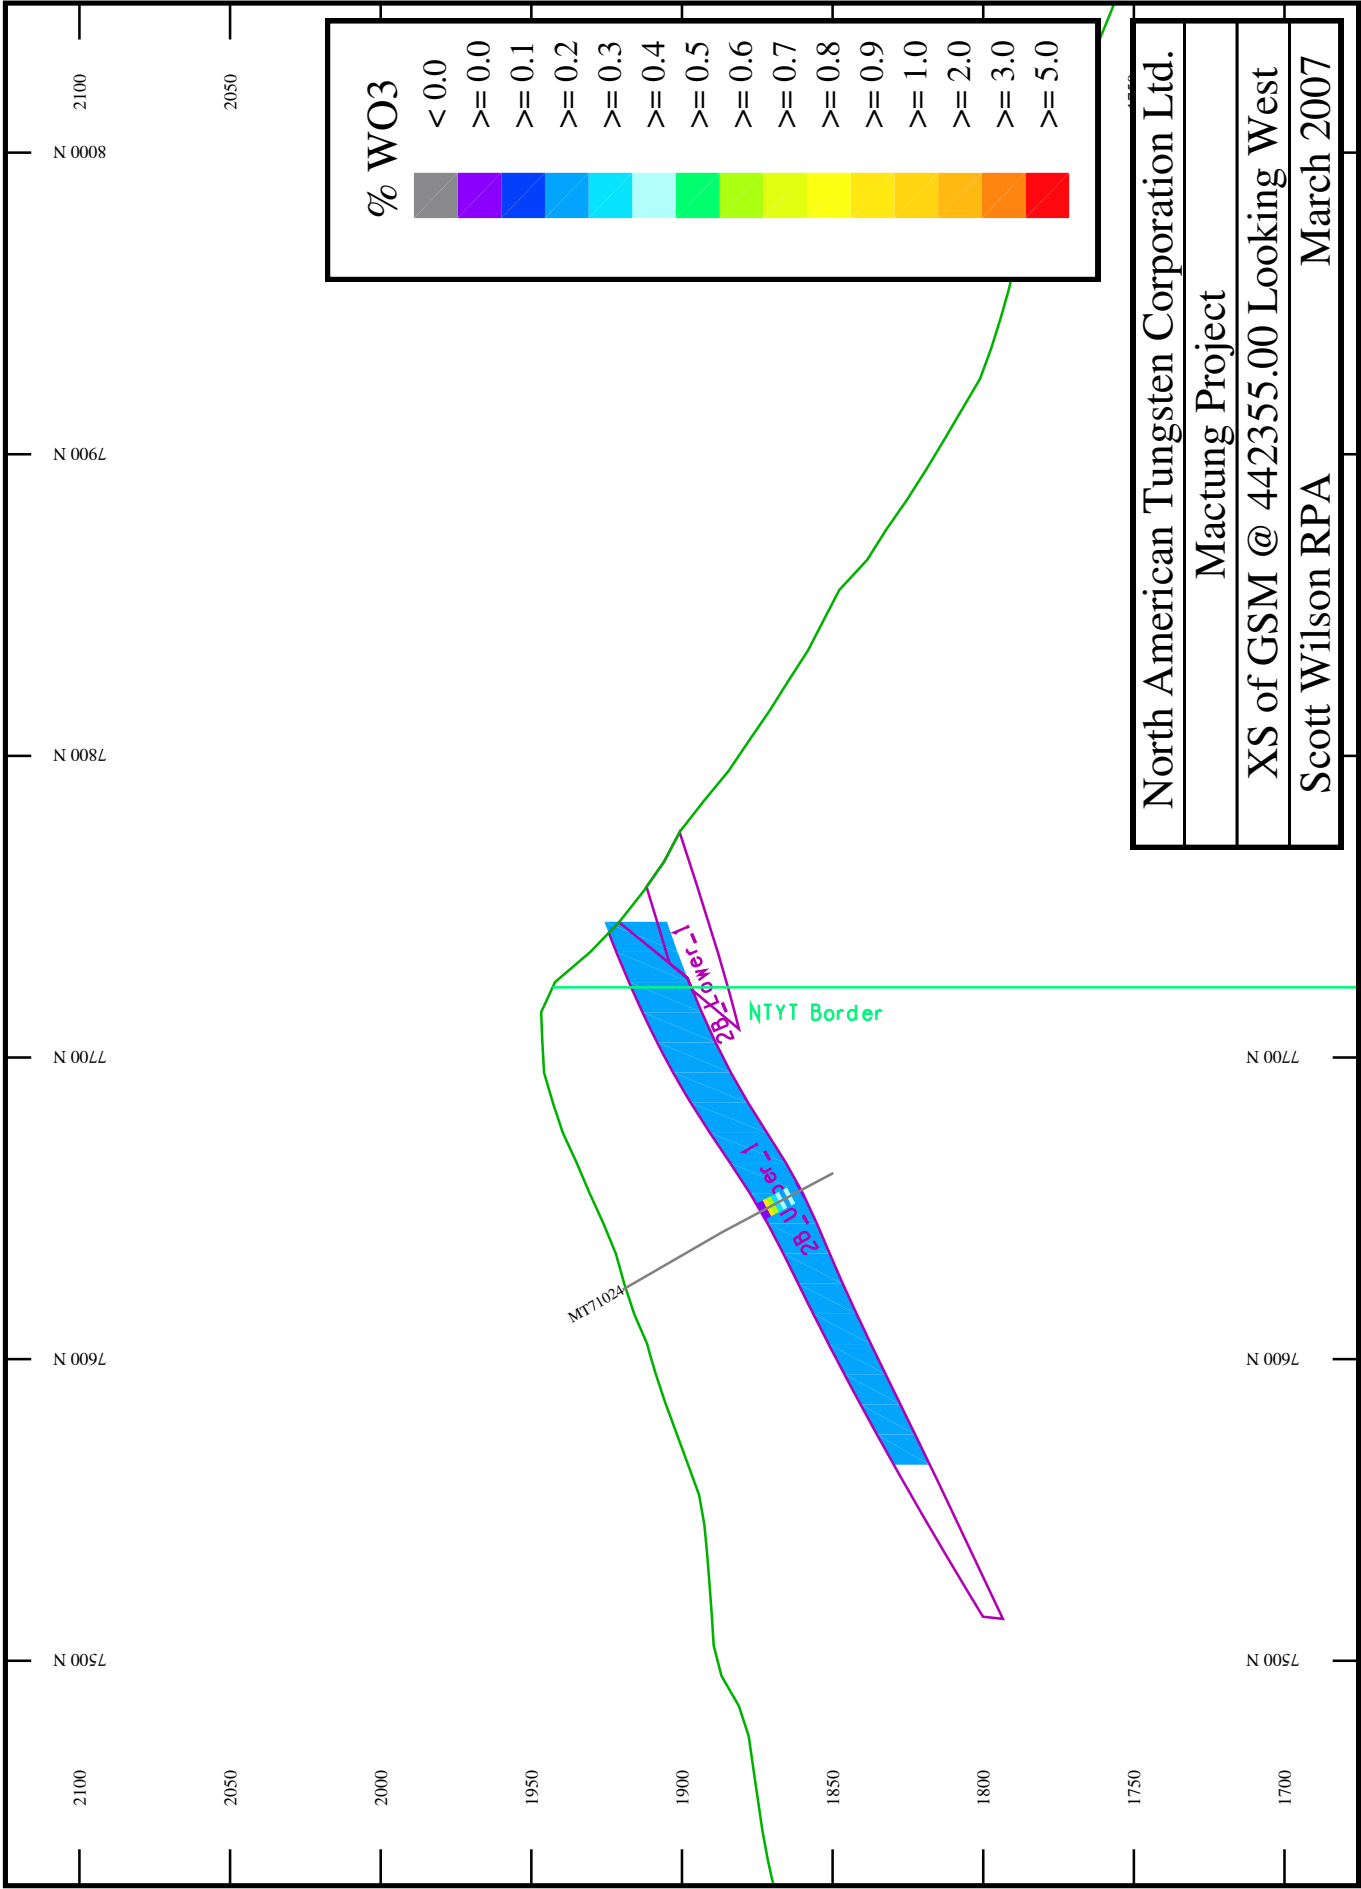 % WO3
< 0.0
>= 0.0
>= 0.1
>= 0.2
>= 0.3
>= 0.4
>= 0.5
>= 0.6
>= 0.7
>= 0.8
>= 0.9
>= 1.0
>= 2.0
>= 3.0
>= 5.0
North American Tungsten Corporation Ltd.
Mactung Project
XS of GSM @ 442355.00 Looking West
Scott Wilson RPA March 2007
2100
2050
8000 N
7900 N
7800 N
7700 N
7600 N
7500 N
7700 N
7600 N
7500 N
2B_Lower_1
NTYT Border
2B_Upper_1
MT71024
2100
2050
2000
1950
1900
1850
1800
1750
1700